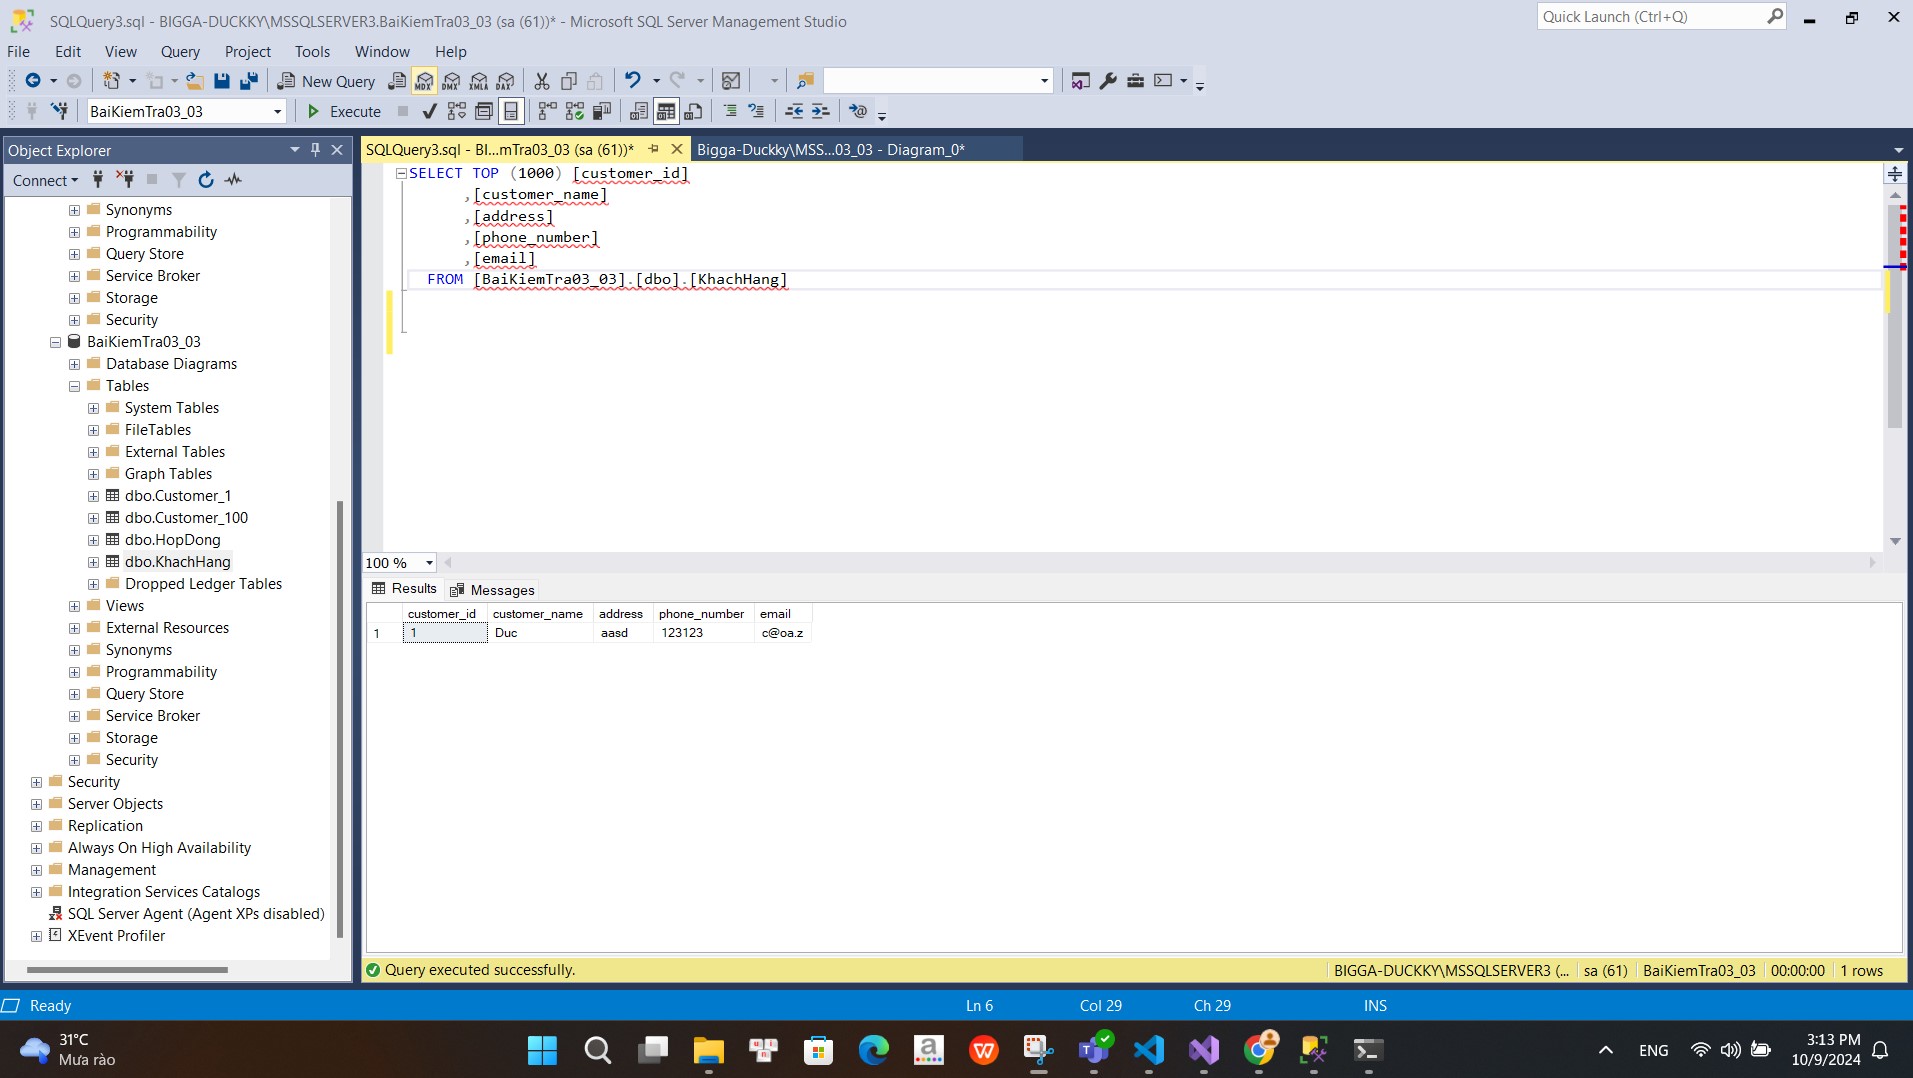 SQLQuery3.sql - BIGGA-DUCKKY\MSSQLSERVER3.BaiKiemTra03_03 (sa (61))* - Microsoft SQL Server Management Studio
Quick Launch (Ctrl+Q)
File Edit View Query Project Tools Window Help
New Query
MDX DMX XMLA DAX
BaiKiemTra03_03
Execute
Object Explorer
Connect
Synonyms
Programmability
Query Store
Service Broker
Storage
Security
BaiKiemTra03_03
Database Diagrams
Tables
System Tables
FileTables
External Tables
Graph Tables
dbo.Customer_1
dbo.Customer_100
dbo.HopDong
dbo.KhachHang
Dropped Ledger Tables
Views
External Resources
Synonyms
Programmability
Query Store
Service Broker
Storage
Security
Security
Server Objects
Replication
Always On High Availability
Management
Integration Services Catalogs
SQL Server Agent (Agent XPs disabled)
XEvent Profiler
SQLQuery3.sql - BI...mTra03_03 (sa (61))*
Bigga-Duckky\MSS...03_03 - Diagram_0*
SELECT TOP (1000) [customer_id]
,[customer_name]
,[address]
,[phone_number]
,[email]
FROM [BaiKiemTra03_03].[dbo].[KhachHang]
100 %
Results Messages
customer_id customer_name address phone_number email
1 1 Duc aasd 123123 c@oa.z
Query executed successfully.
BIGGA-DUCKKY\MSSQLSERVER3 (... sa (61) BaiKiemTra03_03 00:00:00 1 rows
Ready
Ln 6
Col 29
Ch 29
INS
31°C
Mưa rào
ENG
3:13 PM
10/9/2024